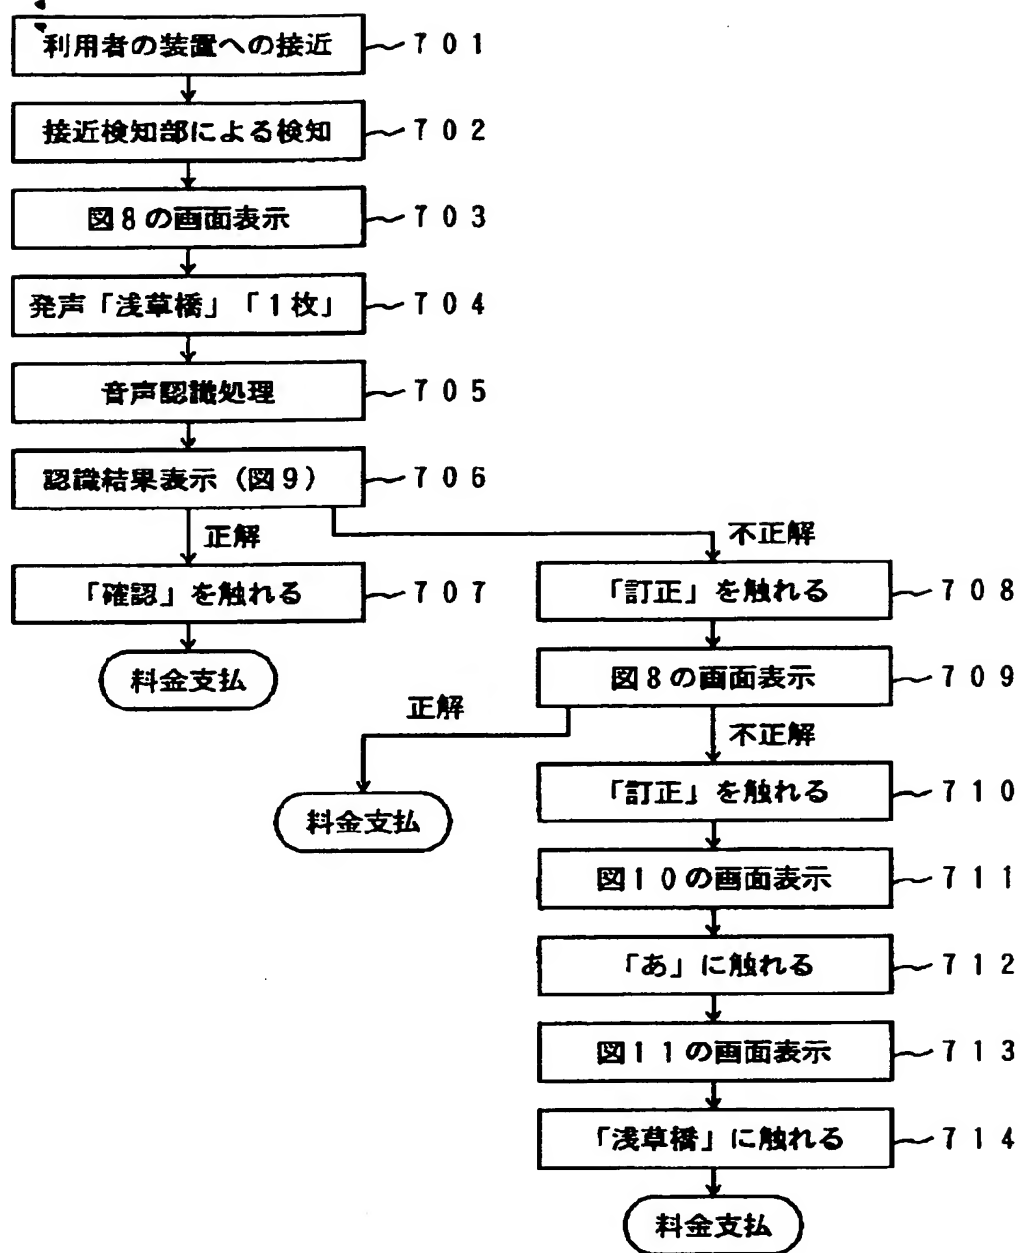 利用者の装置への接近 701
接近検知部による検知 702
図8の画面表示 703
発声「浅草橋」「1枚」 704
音声認識処理 705
認識結果表示(図9) 706
正解
不正解
「確認」を触れる 707
料金支払
「訂正」を触れる 708
図8の画面表示 709
正解
不正解
料金支払
「訂正」を触れる 710
図10の画面表示 711
「あ」に触れる 712
図11の画面表示 713
「浅草橋」に触れる 714
料金支払